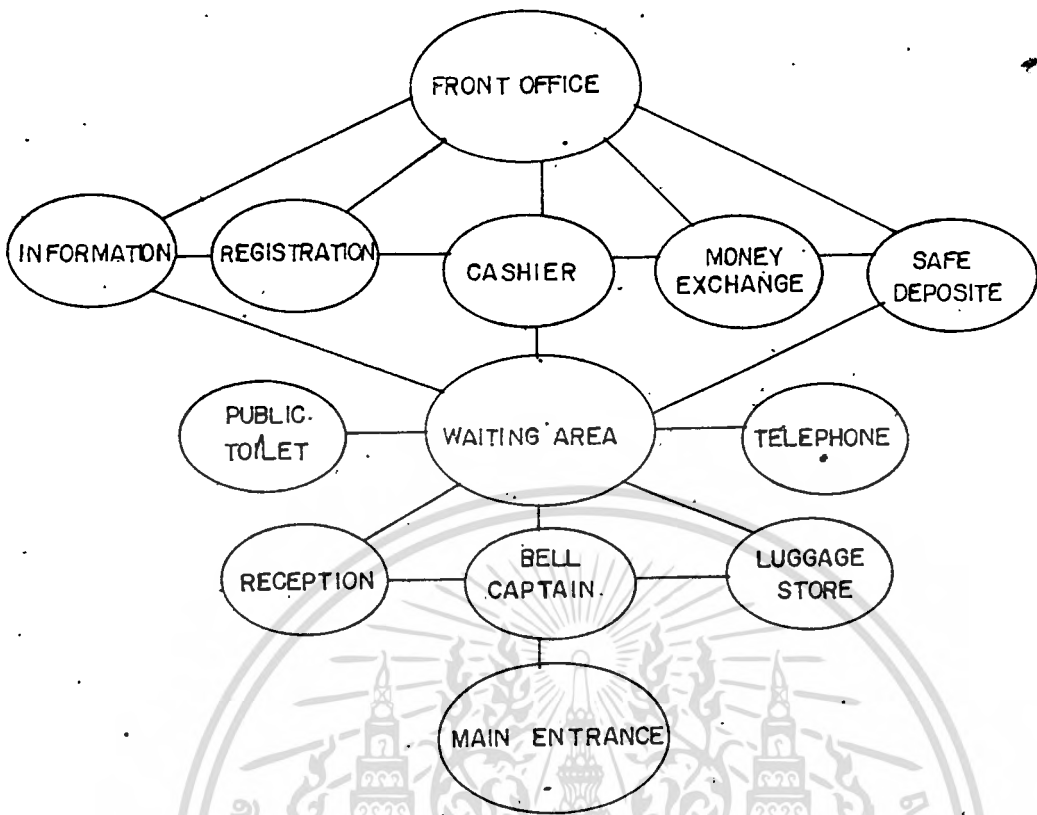 FRONT OFFICE
INFORMATION
REGISTRATION
CASHIER
MONEY
EXCHANGE
SAFE
DEPOSITE
PUBLIC.
TOILET
WAITING AREA
TELEPHONE
RECEPTION
BELL
CAPTAIN.
LUGGAGE
STORE
MAIN ENTRANCE